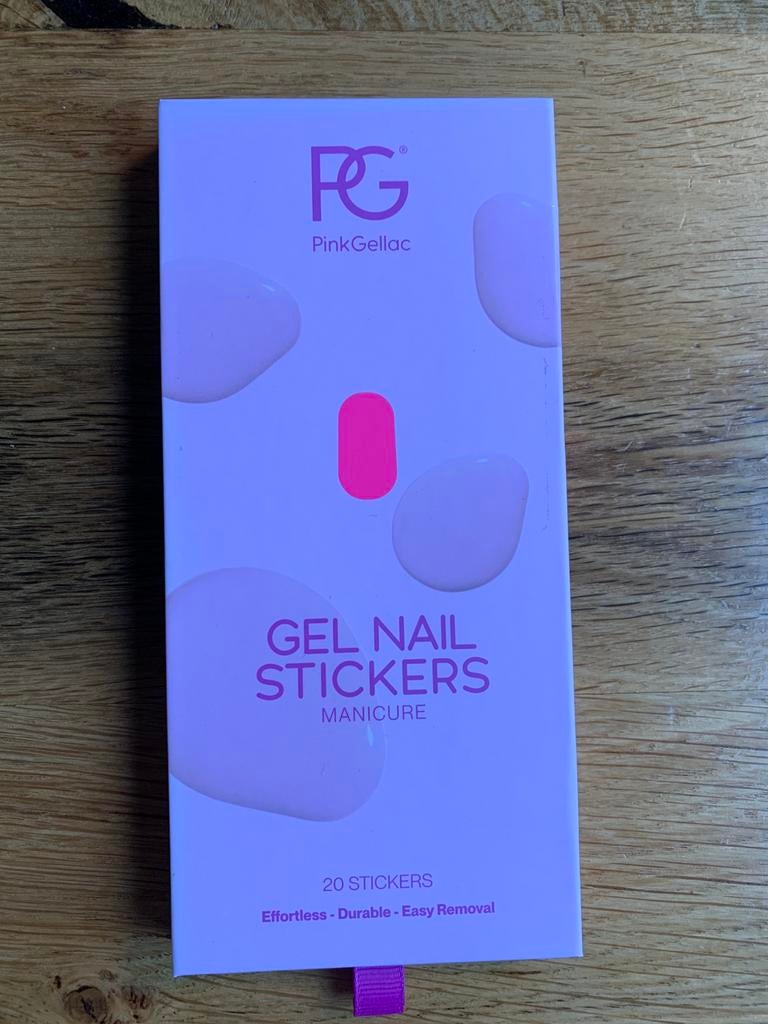 PG®
PinkGellac
GEL NAIL
STICKERS
MANICURE
20 STICKERS
Effortless - Durable - Easy Removal